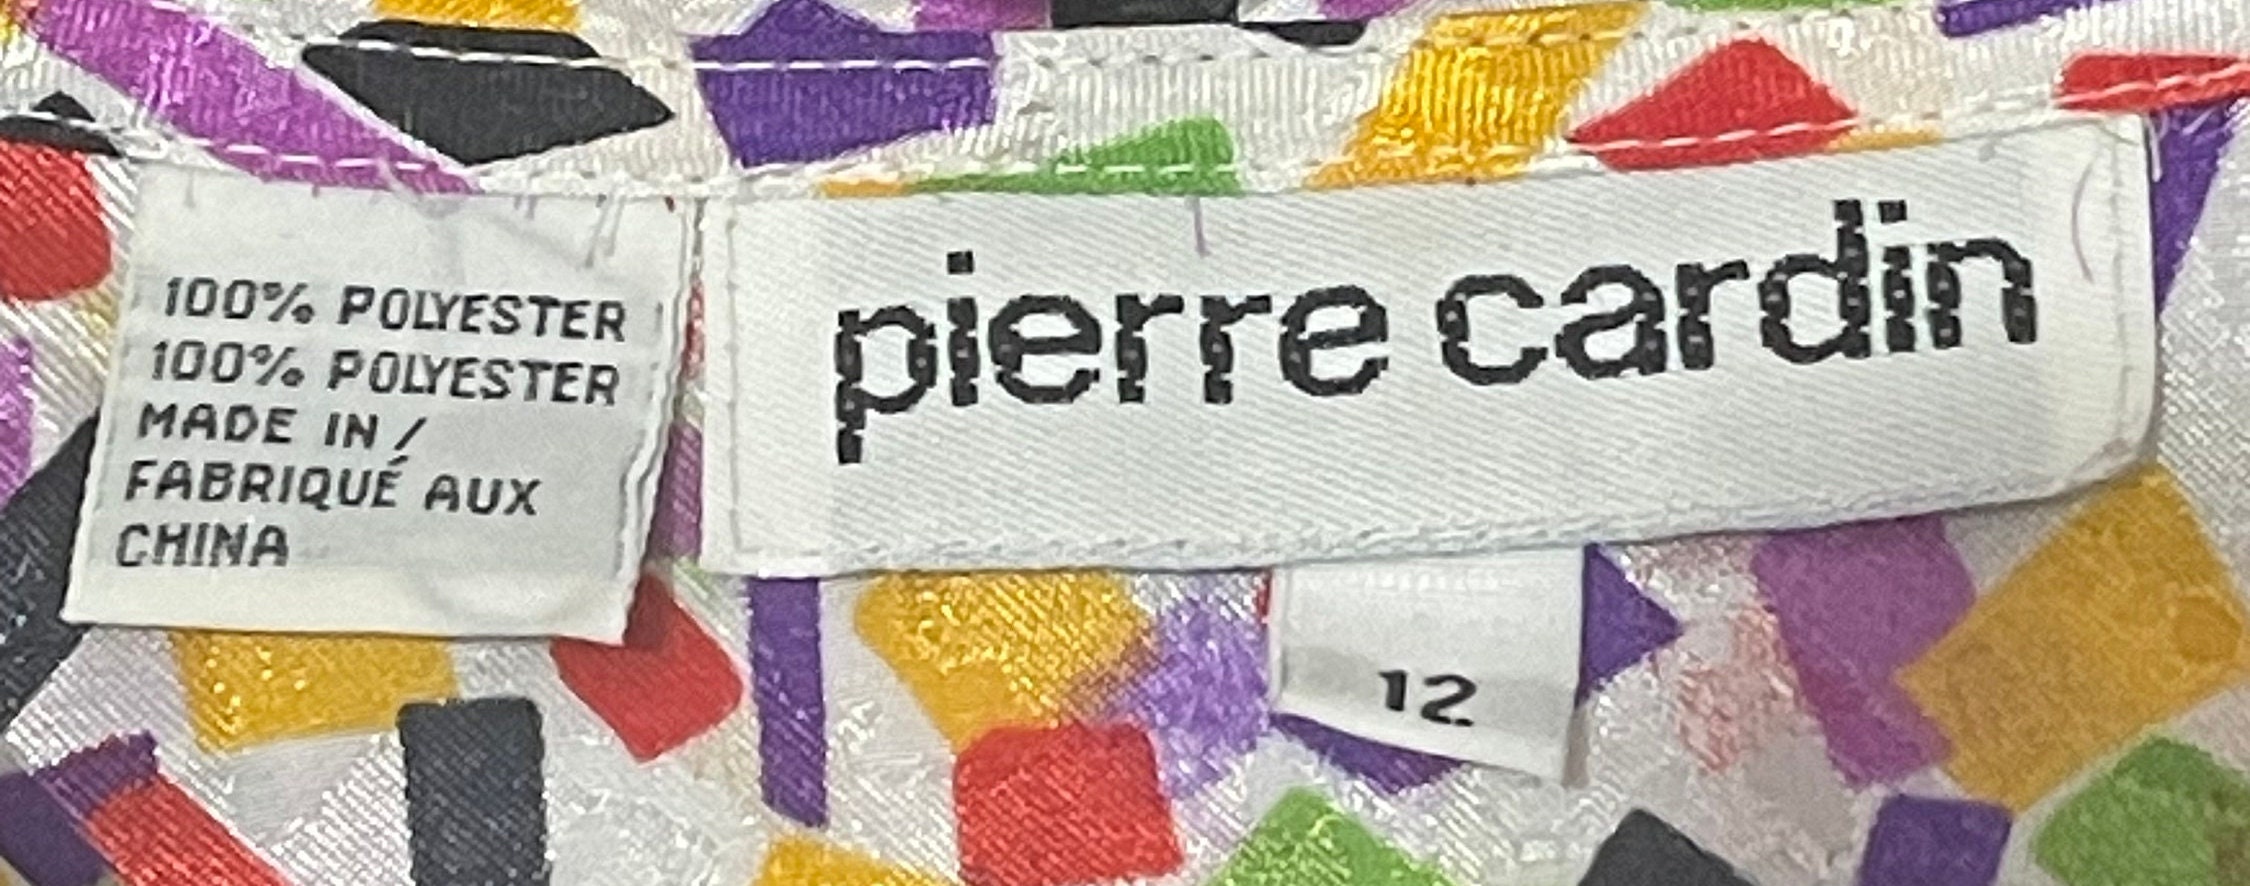 100% POLYESTER
100% POLYESTER
MADE IN /
FABRIQUÉ AUX
CHINA
pierre cardin
12